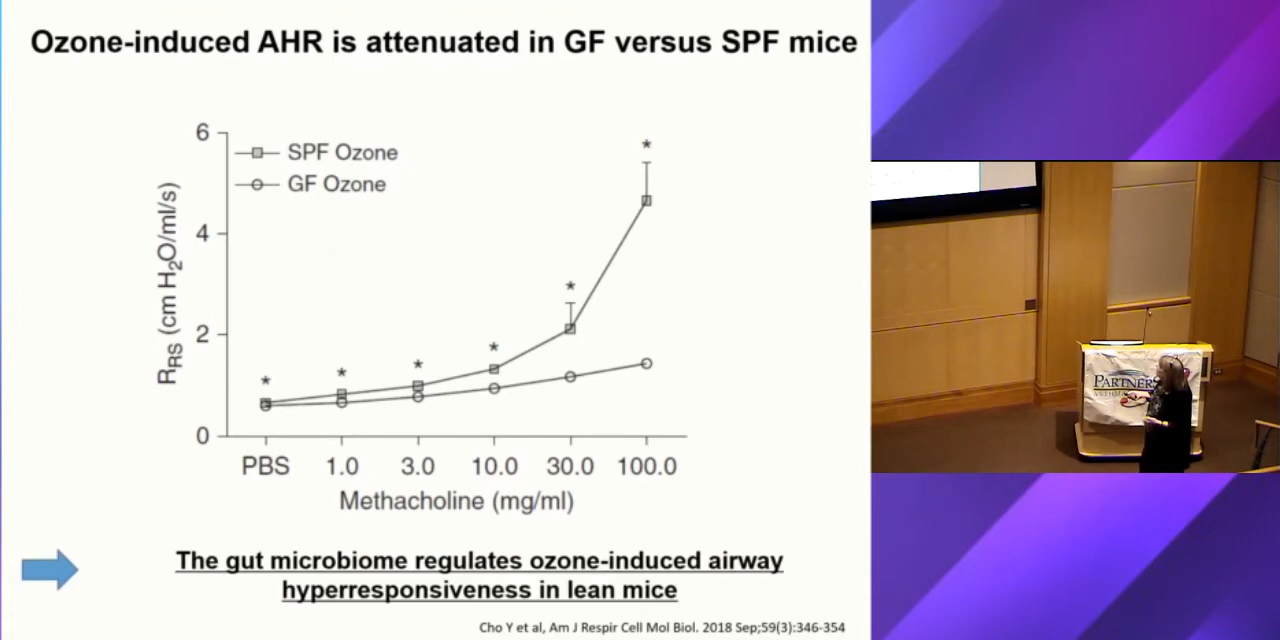 Ozone-induced AHR is attenuated in GF versus SPF mice
6
4
2
0
R_RS (cm H₂O/ml/s)
SPF Ozone
GF Ozone
*
*
*
*
*
*
PBS 1.0 3.0 10.0 30.0 100.0
Methacholine (mg/ml)
The gut microbiome regulates ozone-induced airway
hyperresponsiveness in lean mice
Cho Y et al, Am J Respir Cell Mol Biol. 2018 Sep;59(3):346-354
PARTNERS
ASTHMA